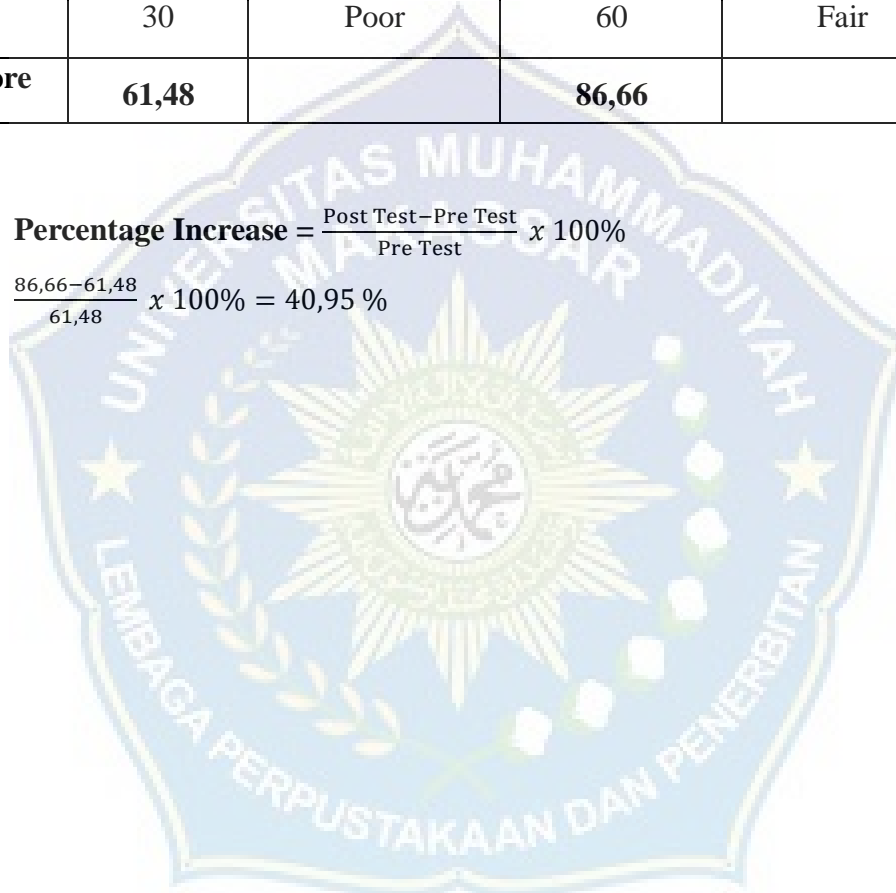 30 Poor 60 Fair
ore
61,48 86,66
Percentage Increase = Post Test−Pre Test / Pre Test x 100%
86,66−61,48 / 61,48 x 100% = 40,95 %
UNIVERSITAS MUHAMMADIYAH
MAKASSAR
LEMBAGA PERPUSTAKAAN DAN PENERBITAN